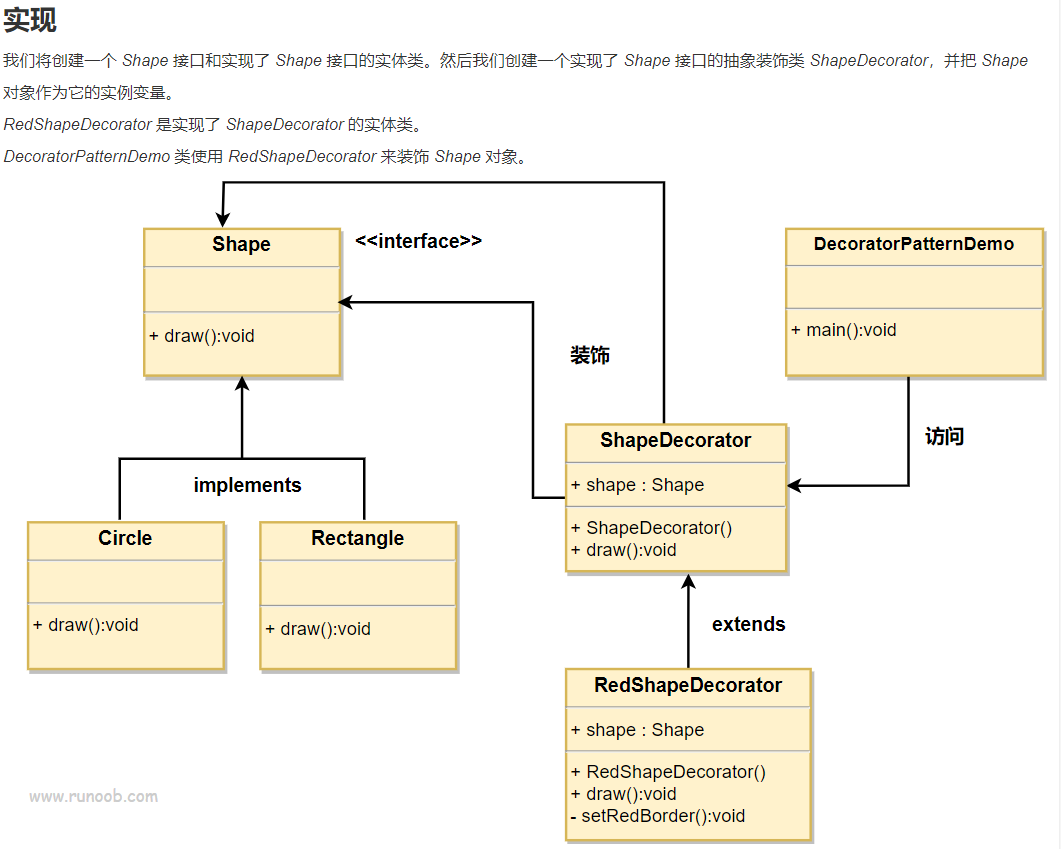 实现
我们将创建一个 Shape 接口和实现了 Shape 接口的实体类。然后我们创建一个实现了 Shape 接口的抽象装饰类 ShapeDecorator，并把 Shape
对象作为它的实例变量。
RedShapeDecorator 是实现了 ShapeDecorator 的实体类。
DecoratorPatternDemo 类使用 RedShapeDecorator 来装饰 Shape 对象。
Shape
<<interface>>
+ draw():void
DecoratorPatternDemo
+ main():void
装饰
访问
ShapeDecorator
+ shape : Shape
+ ShapeDecorator()
+ draw():void
implements
Circle
+ draw():void
Rectangle
+ draw():void
extends
RedShapeDecorator
+ shape : Shape
+ RedShapeDecorator()
+ draw():void
- setRedBorder():void
www.runoob.com